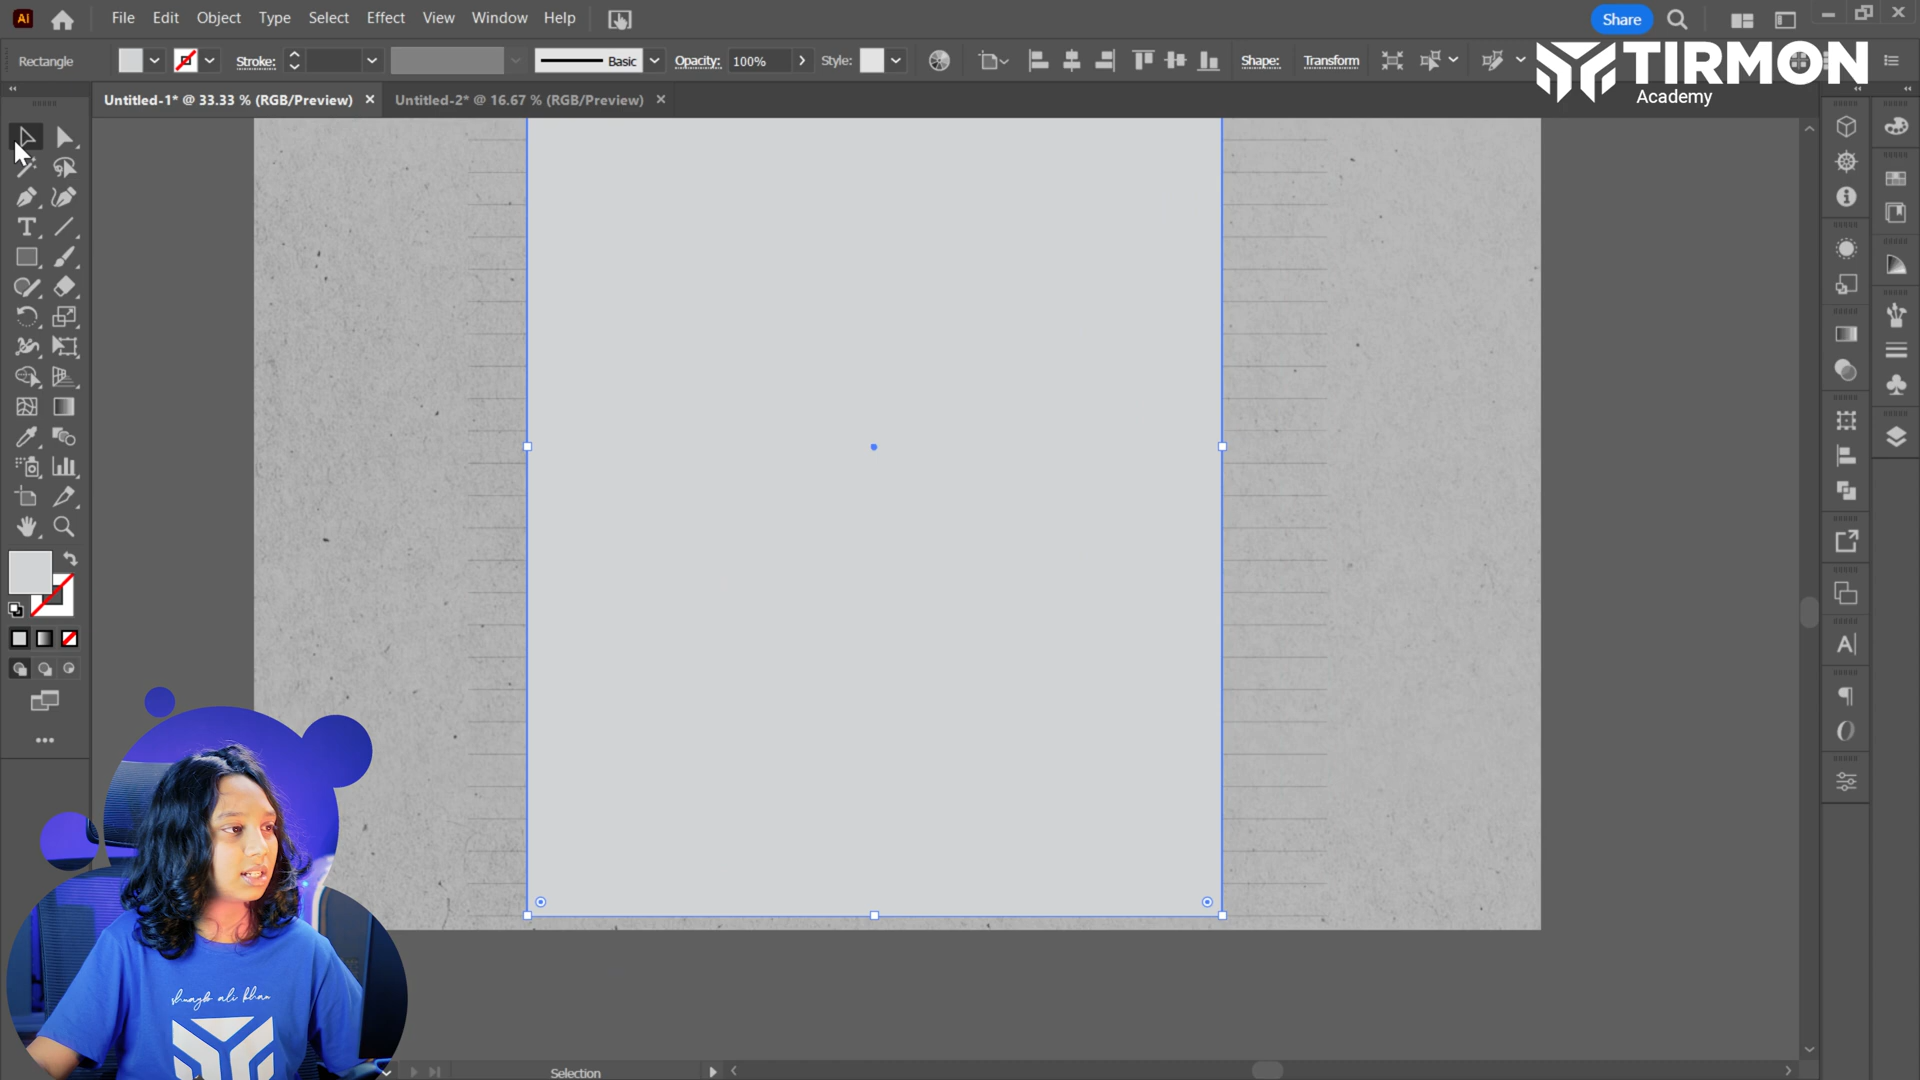 Ai
File Edit Object Type Select Effect View Window Help
Share
Rectangle
Stroke:
Basic
Opacity: 100%
Style:
Shape:
Transform
TIRMON
Academy
Untitled-1* @ 33.33 % (RGB/Preview) ×
Untitled-2* @ 16.67 % (RGB/Preview) ×
Selection